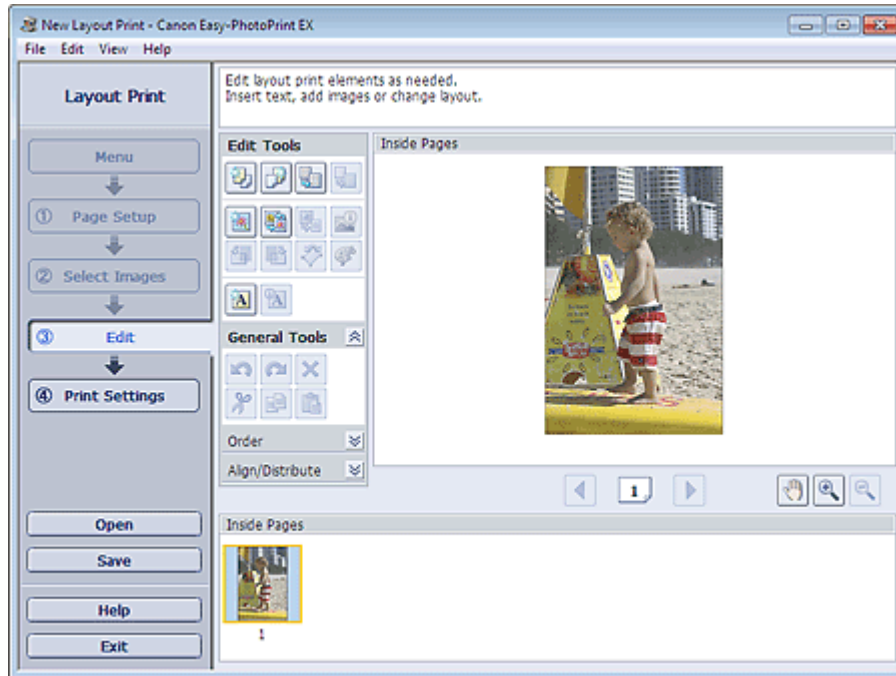 New Layout Print - Canon Easy-PhotoPrint EX
File Edit View Help
Layout Print
Edit layout print elements as needed.
Insert text, add images or change layout.
Menu
① Page Setup
② Select Images
③ Edit
④ Print Settings
Open
Save
Help
Exit
Edit Tools
A A
General Tools
Order
Align/Distribute
Inside Pages
1
Inside Pages
1